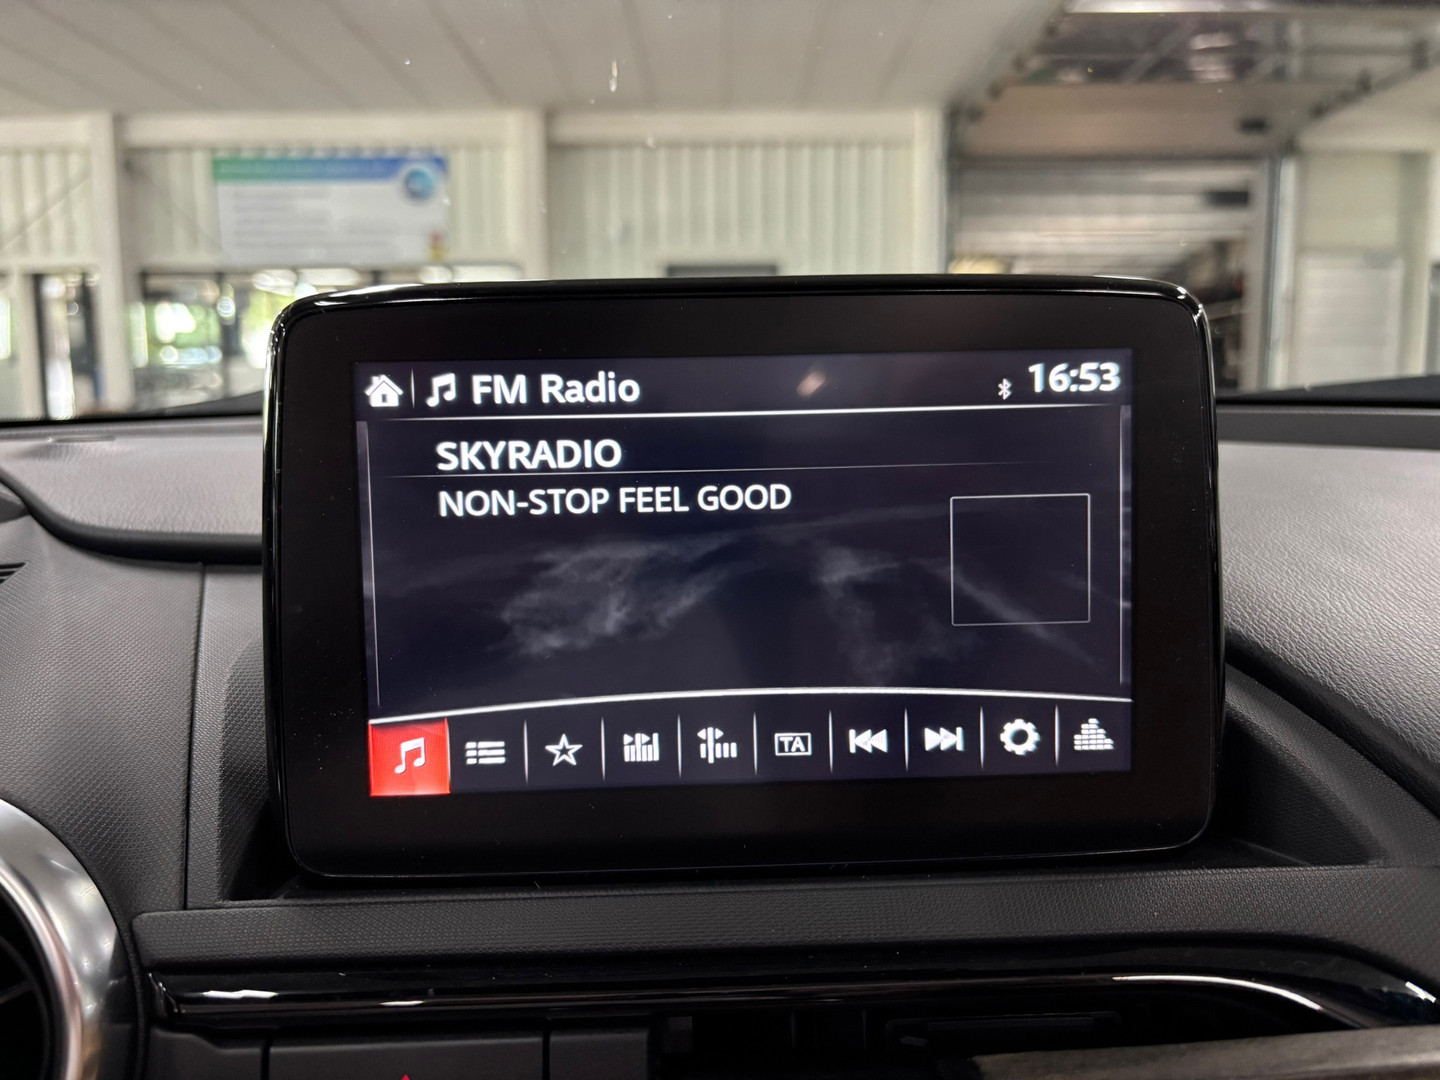 FM Radio
16:53
SKYRADIO
NON-STOP FEEL GOOD
TA